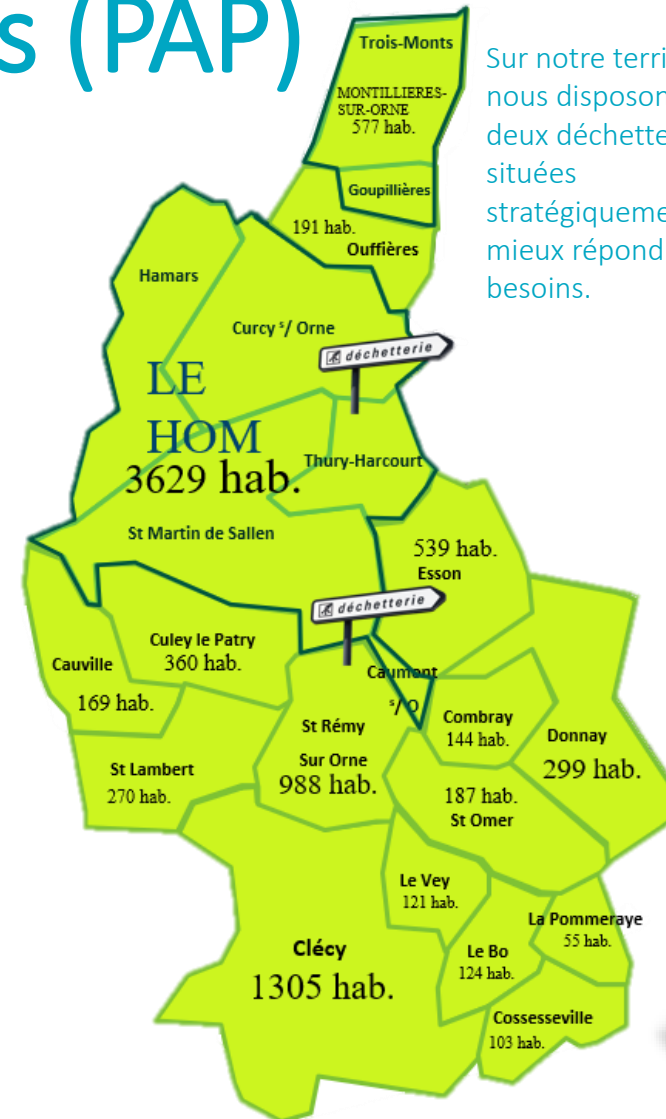 s (PAP)
Sur notre terri
nous disposon
deux déchette
situées
stratégiqueme
mieux répond
besoins.
Trois-Monts
MONTILLIERES-
SUR-ORNE
577 hab.
Goupillières
191 hab.
Ouffières
Hamars
Curcy s/ Orne
déchetterie
LE
HOM
3629 hab.
Thury-Harcourt
St Martin de Sallen
539 hab.
Esson
déchetterie
Culey le Patry
360 hab.
Cauville
169 hab.
Caumont
s/ O
St Rémy
Sur Orne
988 hab.
Combray
144 hab.
Donnay
299 hab.
St Lambert
270 hab.
187 hab.
St Omer
Le Vey
121 hab.
La Pommeraye
55 hab.
Clécy
1305 hab.
Le Bo
124 hab.
Cossesseville
103 hab.